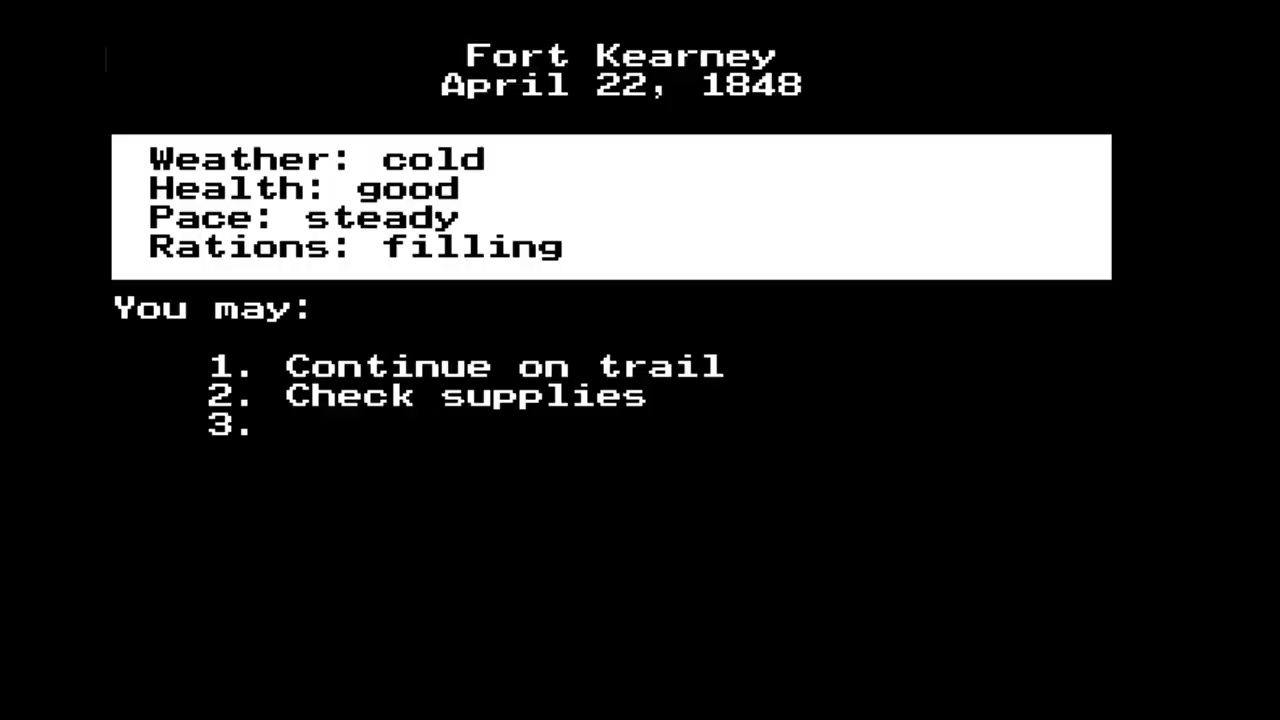 Fort Kearney
April 22, 1848
Weather: cold
Health: good
Pace: steady
Rations: filling
You may:
1. Continue on trail
2. Check supplies
3.